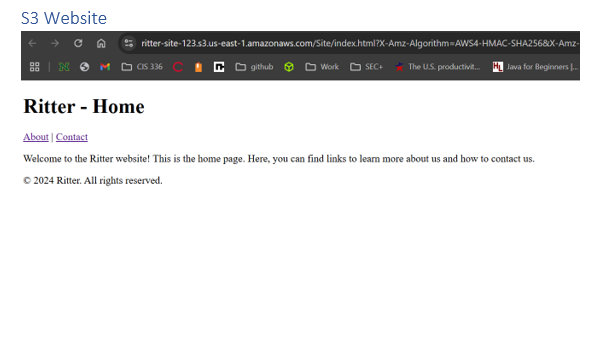 S3 Website
ritter-site-123.s3.us-east-1.amazonaws.com/Site/index.html?X-Amz-Algorithm=AWS4-HMAC-SHA256&X-Amz-
CIS 336 github Work SEC+ The U.S. productivit... Java for Beginners |...
Ritter - Home
About | Contact
Welcome to the Ritter website! This is the home page. Here, you can find links to learn more about us and how to contact us.
© 2024 Ritter. All rights reserved.